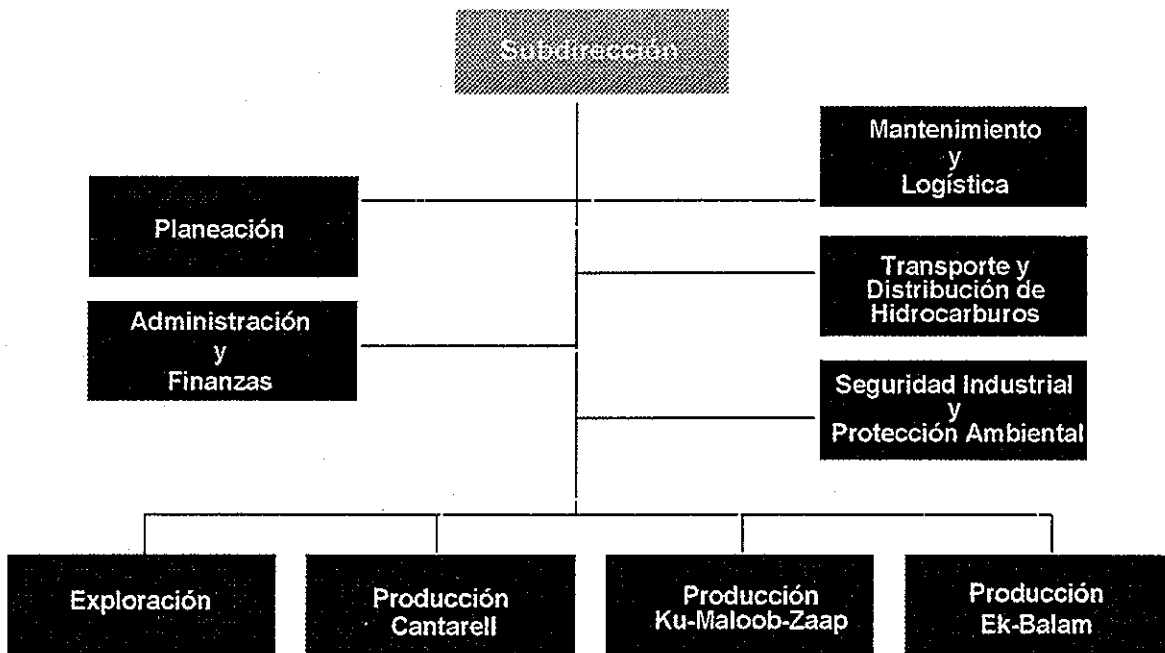 Subdirección
Mantenimiento
y
Logística
Planeación
Transporte y
Distribución de
Hidrocarburos
Administración
y
Finanzas
Seguridad Industrial
y
Protección Ambiental
Exploración
Producción
Cantarell
Producción
Ku-Maloob-Zaap
Producción
Ek-Balam